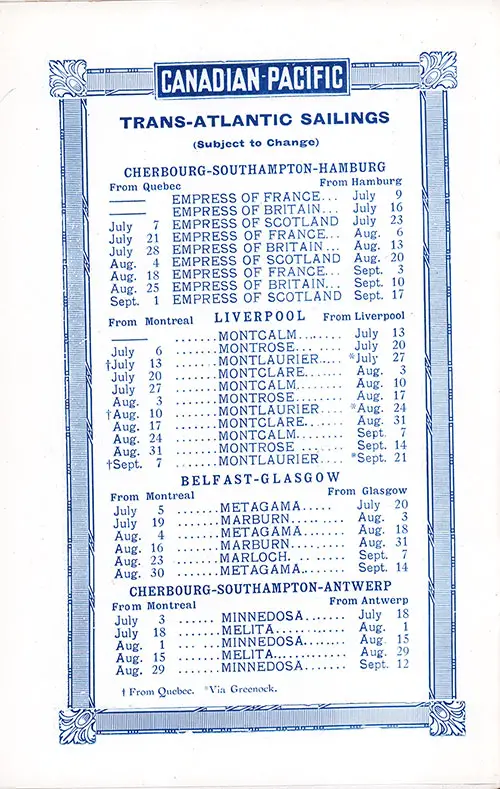 CANADIAN-PACIFIC
TRANS-ATLANTIC SAILINGS
(Subject to Change)
CHERBOURG-SOUTHAMPTON-HAMBURG
From Quebec From Hamburg
—— EMPRESS OF FRANCE... July 9
—— EMPRESS OF BRITAIN... July 16
July 7 EMPRESS OF SCOTLAND July 23
July 21 EMPRESS OF FRANCE... Aug. 6
July 28 EMPRESS OF BRITAIN... Aug. 13
Aug. 4 EMPRESS OF SCOTLAND Aug. 20
Aug. 18 EMPRESS OF FRANCE... Sept. 3
Aug. 25 EMPRESS OF BRITAIN... Sept. 10
Sept. 1 EMPRESS OF SCOTLAND Sept. 17
From Montreal LIVERPOOL From Liverpool
—— .......MONTCALM........ July 13
July 6 .......MONTROSE... .... July 20
†July 13 .......MONTLAURIER..... *July 27
July 20 .......MONTCLARE...... Aug. 3
July 27 .......MONTCALM........ Aug. 10
Aug. 3 .......MONTROSE........ Aug. 17
†Aug. 10 .......MONTLAURIER.... *Aug. 24
Aug. 17 .......MONTCLARE...... Aug. 31
Aug. 24 .......MONTCALM........ Sept. 7
Aug. 31 .......MONTROSE ....... Sept. 14
†Sept. 7 .......MONTLAURIER.... *Sept. 21
BELFAST-GLASGOW
From Montreal From Glasgow
July 5 .......METAGAMA..... July 20
July 19 .......MARBURN......... Aug. 3
Aug. 4 .......METAGAMA....... Aug. 18
Aug. 16 .......MARBURN......... Aug. 31
Aug. 23 .......MARLOCH.. ....... Sept. 7
Aug. 30 .......METAGAMA........ Sept. 14
CHERBOURG-SOUTHAMPTON-ANTWERP
From Montreal From Antwerp
July 3 ...... MINNEDOSA....... July 18
July 18 .......MELITA............. Aug. 1
Aug. 1 ...... MINNEDOSA....... Aug. 15
Aug. 15 .......MELITA............. Aug. 29
Aug. 29 .......MINNEDOSA....... Sept. 12
† From Quebec. *Via Greenock.